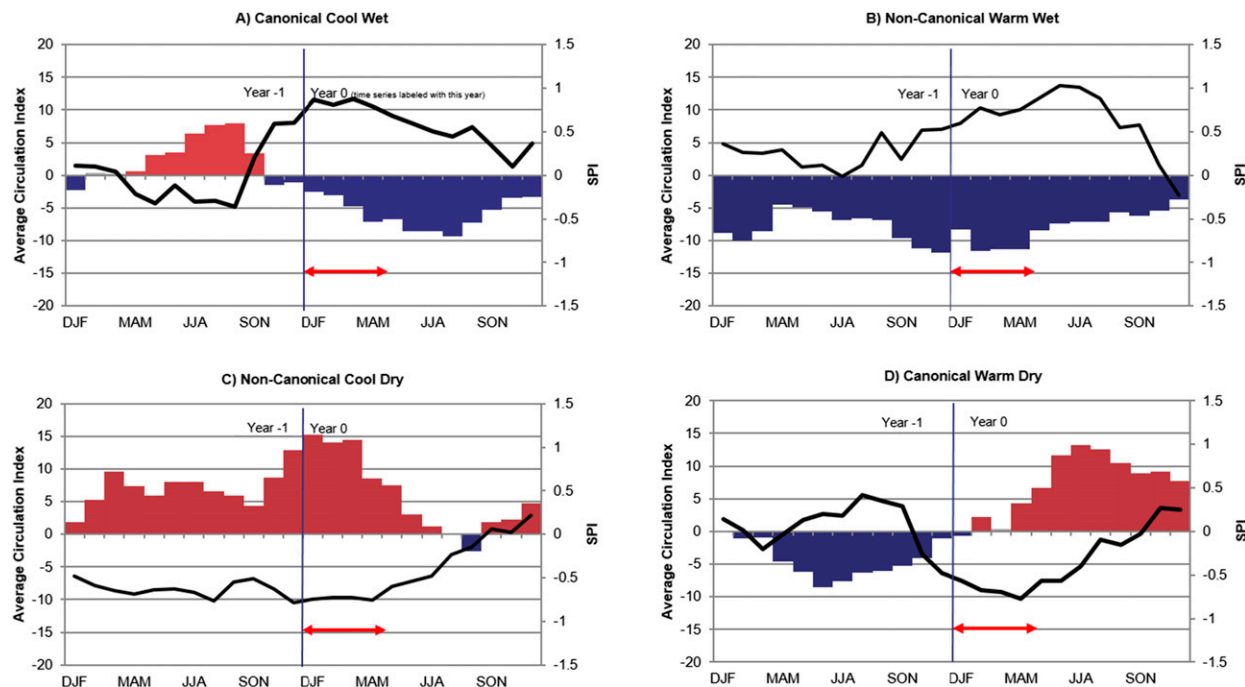 A) Canonical Cool Wet
20
15
10
5
0
-5
-10
-15
-20
Average Circulation Index
1.5
1
0.5
0
-0.5
-1
-1.5
SPI
Year -1
Year 0 (time series labeled with this year)
DJF MAM JJA SON DJF MAM JJA SON
B) Non-Canonical Warm Wet
20
15
10
5
0
-5
-10
-15
-20
Average Circulation Index
1.5
1
0.5
0
-0.5
-1
-1.5
SPI
Year -1
Year 0
DJF MAM JJA SON DJF MAM JJA SON
C) Non-Canonical Cool Dry
20
15
10
5
0
-5
-10
-15
-20
Average Circulation Index
1.5
1
0.5
0
-0.5
-1
-1.5
SPI
Year -1
Year 0
DJF MAM JJA SON DJF MAM JJA SON
D) Canonical Warm Dry
20
15
10
5
0
-5
-10
-15
-20
Average Circulation Index
1.5
1
0.5
0
-0.5
-1
-1.5
SPI
Year -1
Year 0
DJF MAM JJA SON DJF MAM JJA SON